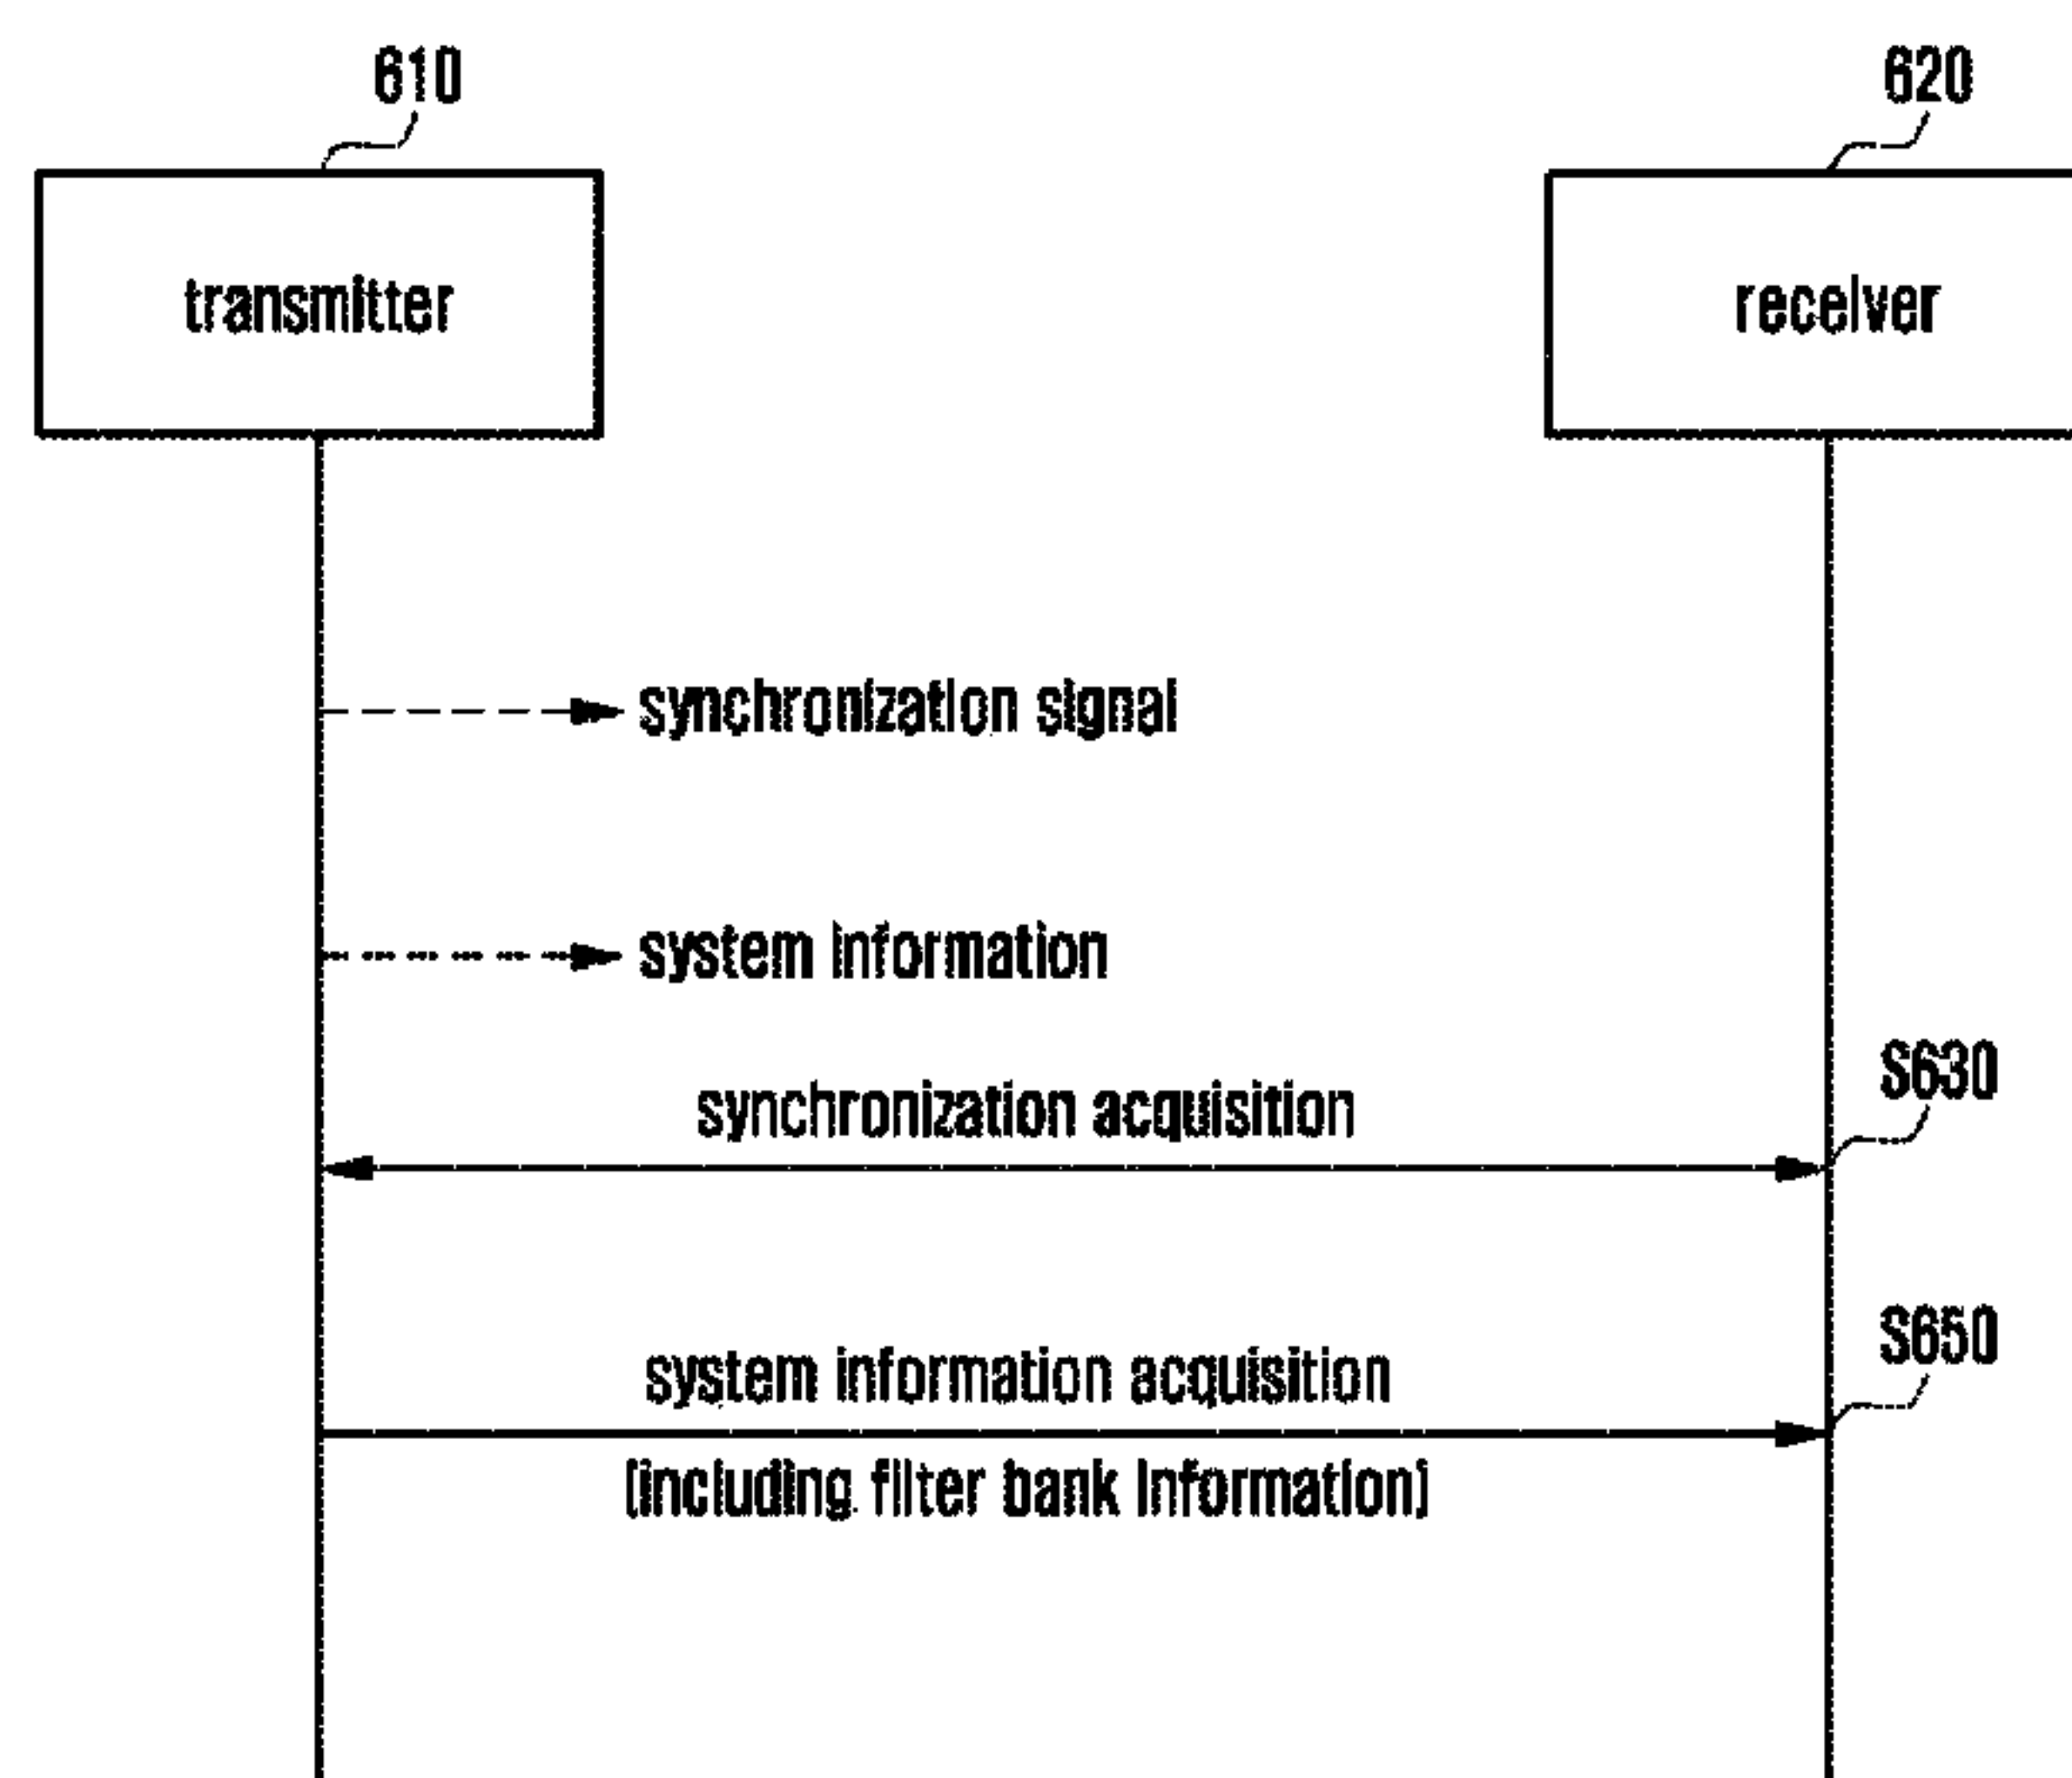 610
620
transmitter
receiver
synchronization signal
system information
synchronization acquisition
S630
system information acquisition
S650
(including filter bank information)